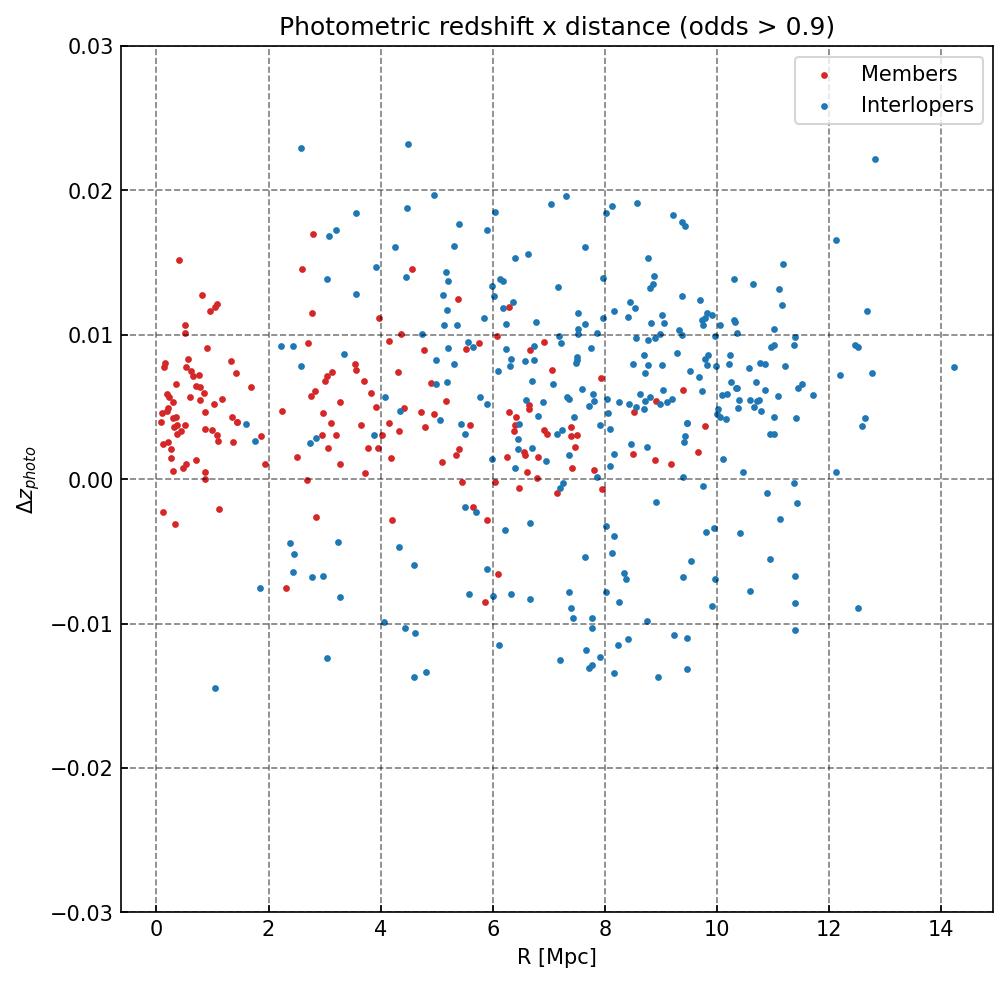 Photometric redshift x distance (odds > 0.9)
Members
Interlopers
0.03
0.02
0.01
0.00
−0.01
−0.02
−0.03
Δz_photo
0 2 4 6 8 10 12 14
R [Mpc]